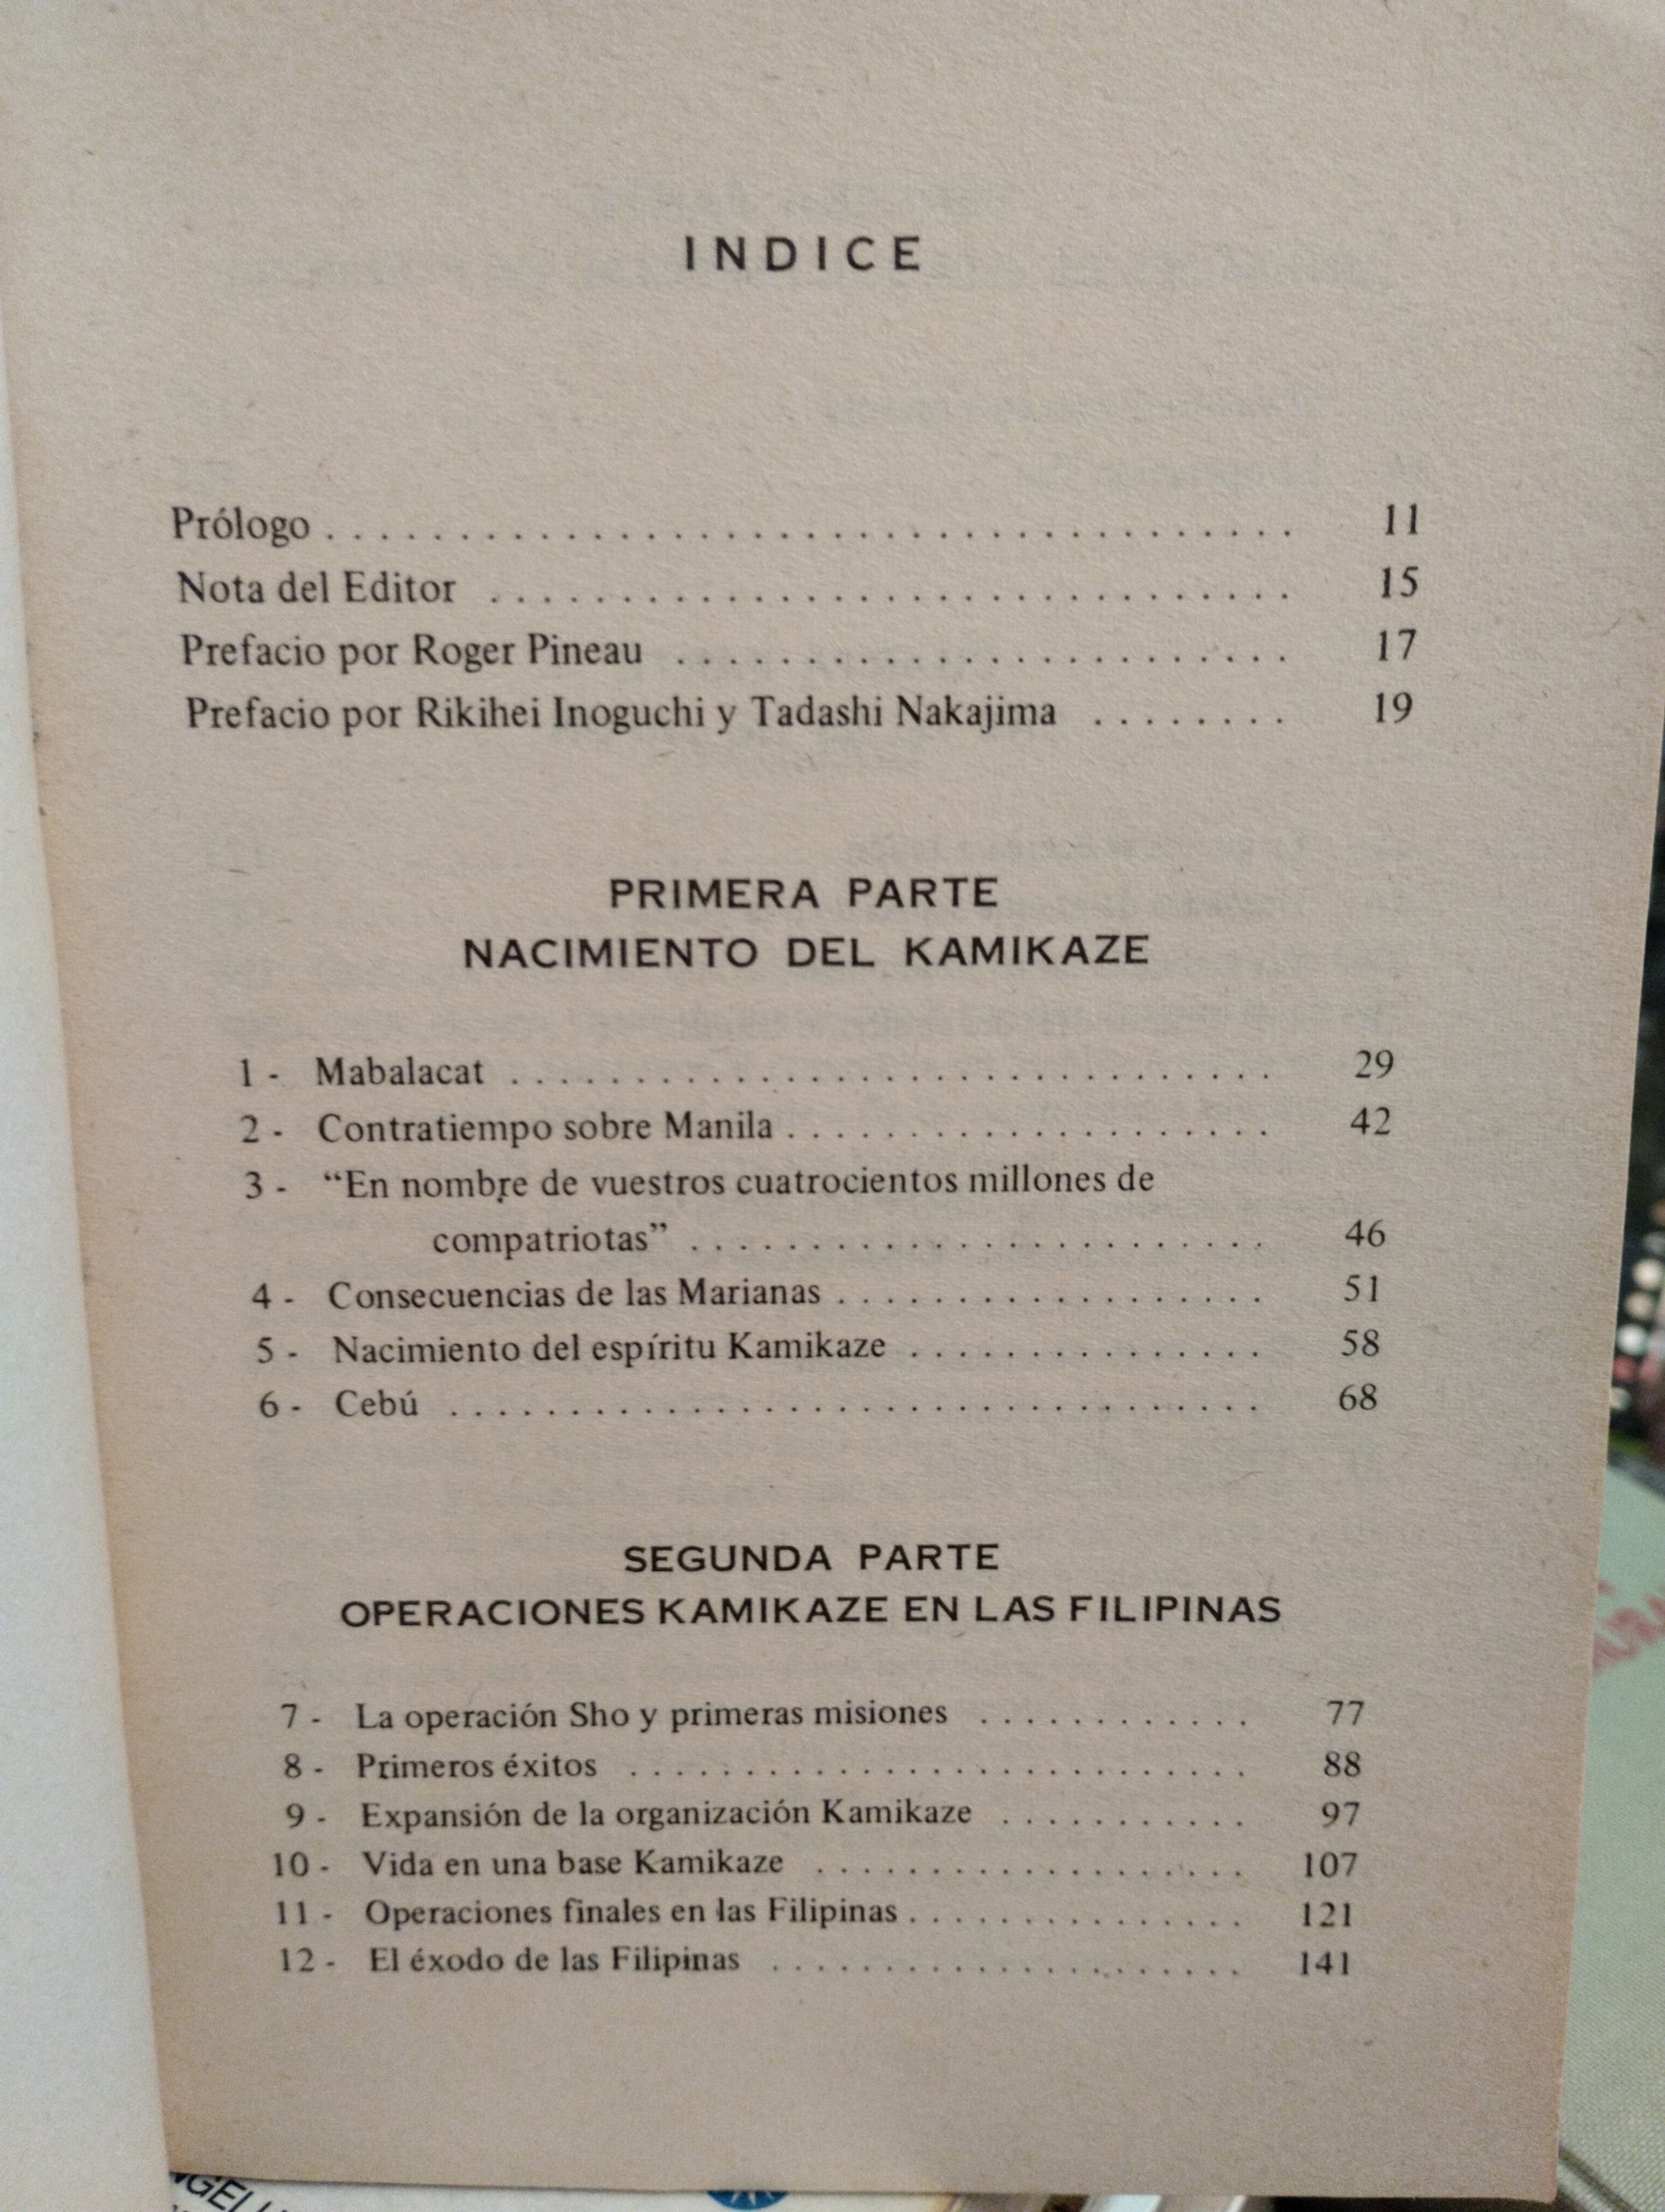 INDICE
Prólogo . . . . . . . . . . . . . . . . . . . . . . . . . . . . . . . . . . . . . 11
Nota del Editor . . . . . . . . . . . . . . . . . . . . . . . . . . . . . . . 15
Prefacio por Roger Pineau . . . . . . . . . . . . . . . . . . . . . . . . 17
Prefacio por Rikihei Inoguchi y Tadashi Nakajima . . . . . . . . 19
PRIMERA PARTE
NACIMIENTO DEL KAMIKAZE
1 - Mabalacat . . . . . . . . . . . . . . . . . . . . . . . . . . . . . . . 29
2 - Contratiempo sobre Manila . . . . . . . . . . . . . . . . . . . . 42
3 - “En nombre de vuestros cuatrocientos millones de
compatriotas” . . . . . . . . . . . . . . . . . . . . . . . . 46
4 - Consecuencias de las Marianas . . . . . . . . . . . . . . . . . . 51
5 - Nacimiento del espíritu Kamikaze . . . . . . . . . . . . . . . 58
6 - Cebú . . . . . . . . . . . . . . . . . . . . . . . . . . . . . . . . . . 68
SEGUNDA PARTE
OPERACIONES KAMIKAZE EN LAS FILIPINAS
7 - La operación Sho y primeras misiones . . . . . . . . . . . . 77
8 - Primeros éxitos . . . . . . . . . . . . . . . . . . . . . . . . . . . 88
9 - Expansión de la organización Kamikaze . . . . . . . . . . . 97
10 - Vida en una base Kamikaze . . . . . . . . . . . . . . . . . . . 107
11 - Operaciones finales en las Filipinas . . . . . . . . . . . . . . . 121
12 - El éxodo de las Filipinas . . . . . . . . . . . . . . . . . . . . . 141